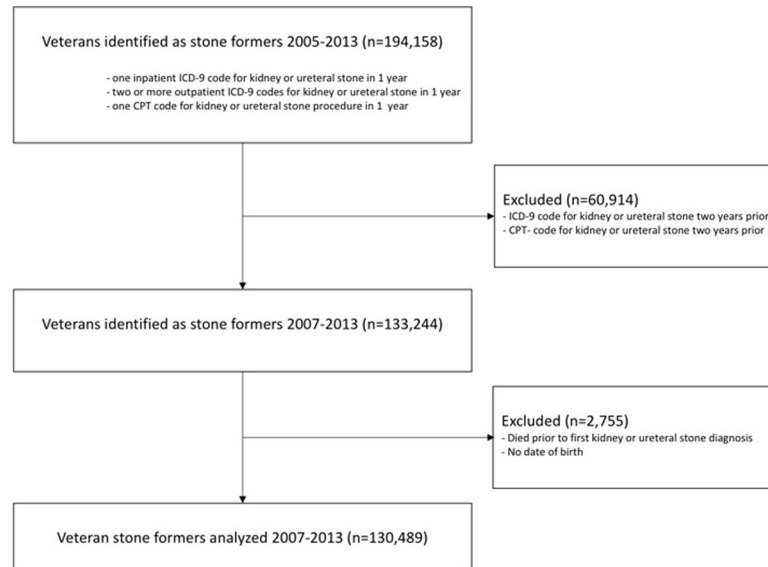 Veterans identified as stone formers 2005-2013 (n=194,158)
- one inpatient ICD-9 code for kidney or ureteral stone in 1 year
- two or more outpatient ICD-9 codes for kidney or ureteral stone in 1 year
- one CPT code for kidney or ureteral stone procedure in 1 year
Excluded (n=60,914)
- ICD-9 code for kidney or ureteral stone two years prior
- CPT- code for kidney or ureteral stone two years prior
Veterans identified as stone formers 2007-2013 (n=133,244)
Excluded (n=2,755)
- Died prior to first kidney or ureteral stone diagnosis
- No date of birth
Veteran stone formers analyzed 2007-2013 (n=130,489)